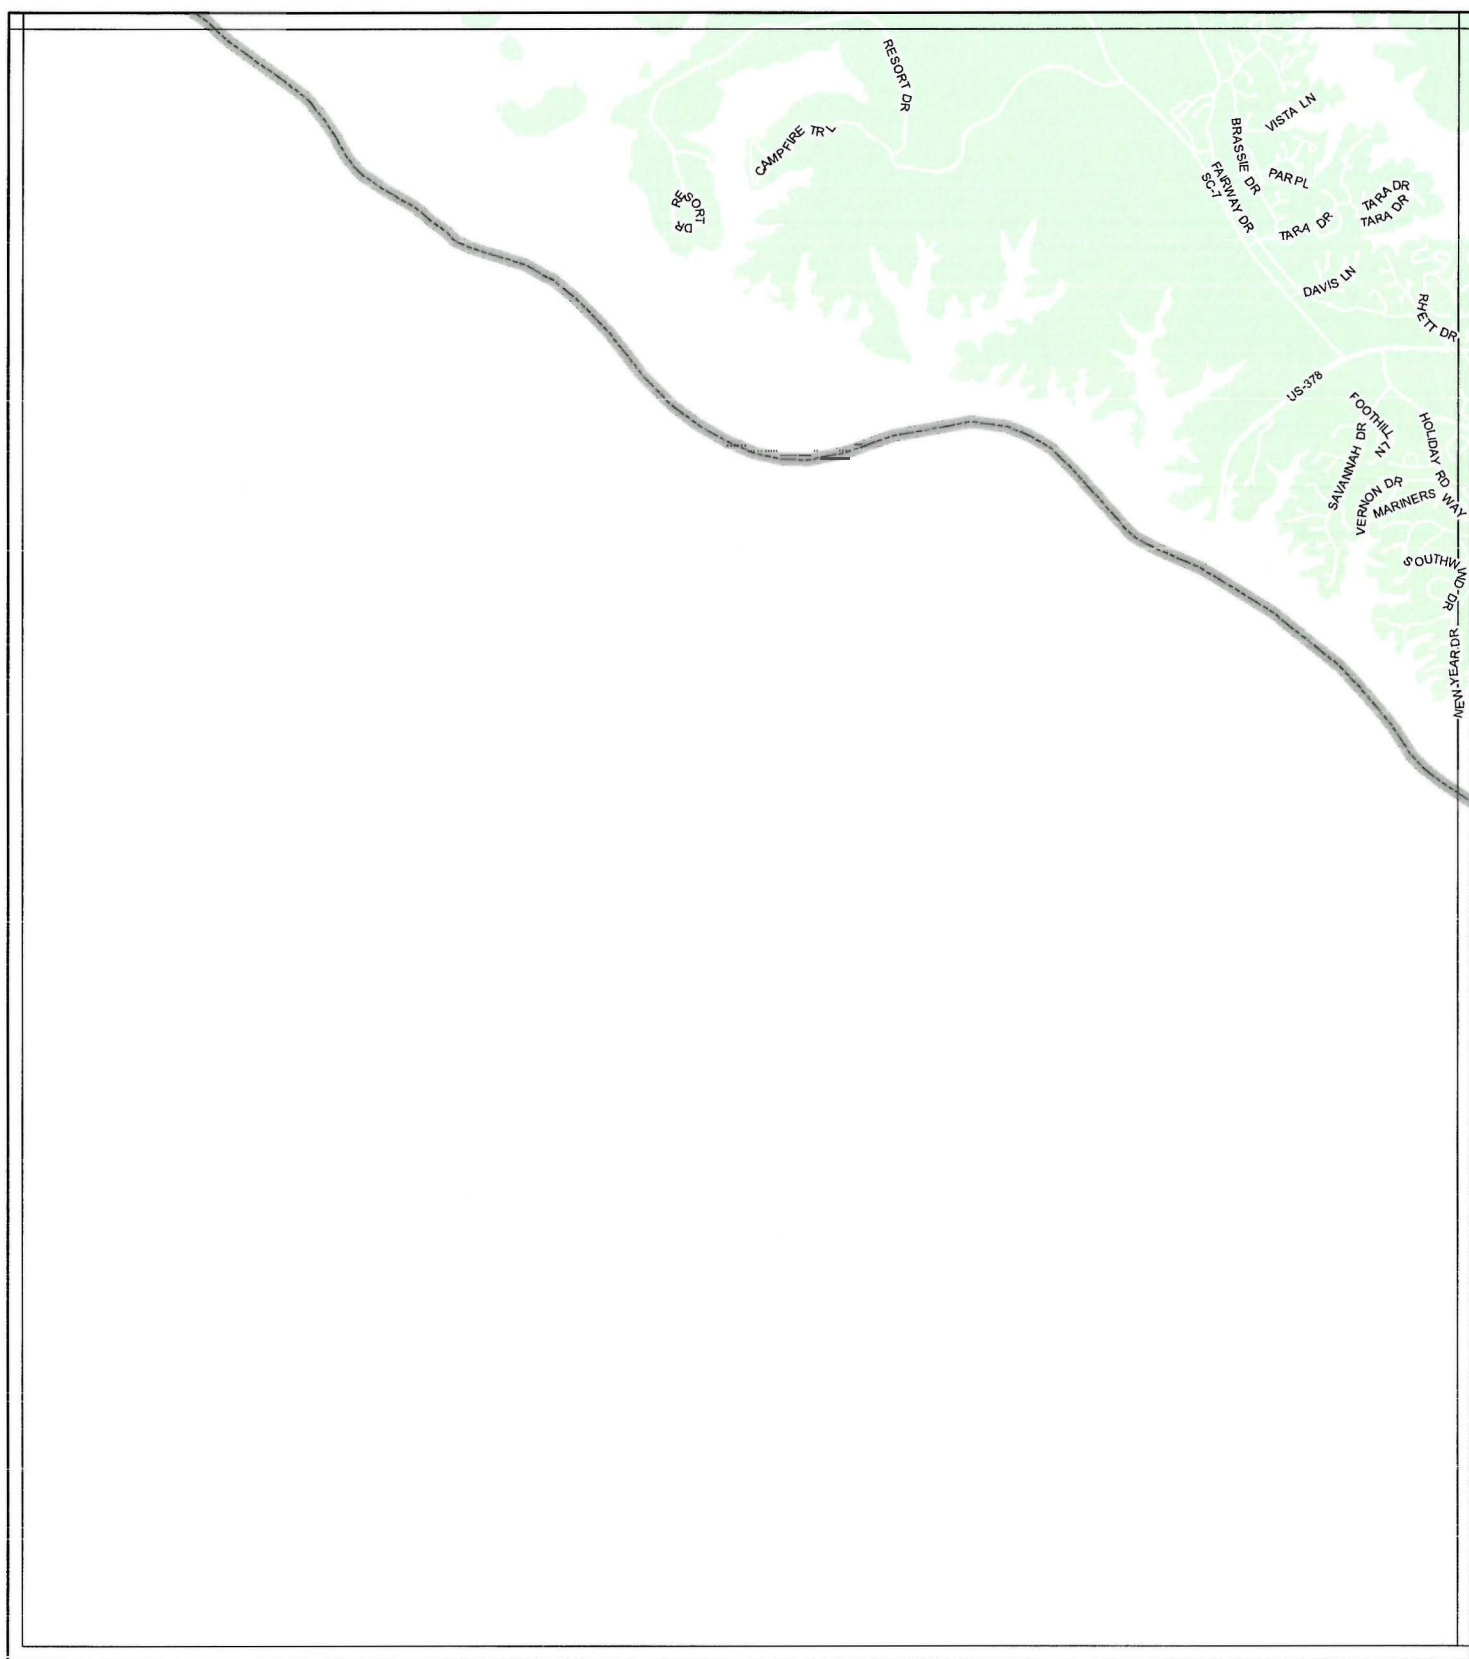 RESORT DR
CAMPFIRE TRL
RESORT DR
VISTA LN
BRASSIE DR
FAIRWAY DR
SC-7
PAR PL
TARA DR
TARA DR
TARA DR
DAVIS LN
RHETT DR
US-378
FOOTHILL LN
SAVANNAH DR
HOLIDAY RD
VERNON DR
MARINERS WAY
SOUTHWIND DR
NEW YEAR DR